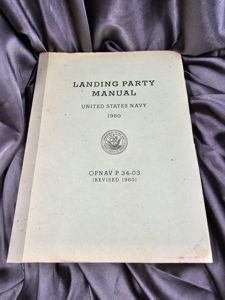 LANDING PARTY
MANUAL
UNITED STATES NAVY
1960
OPNAV P 34-03
(REVISED 1960)